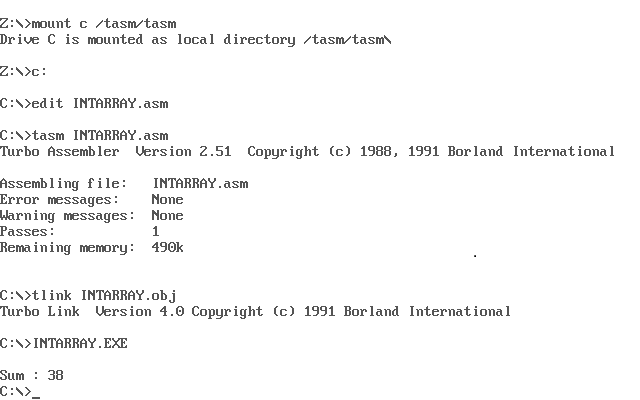 Z:\>mount c /tasm/tasm
Drive C is mounted as local directory /tasm/tasm\
Z:\>c:
C:\>edit INTARRAY.asm
C:\>tasm INTARRAY.asm
Turbo Assembler  Version 2.51  Copyright (c) 1988, 1991 Borland International
Assembling file:   INTARRAY.asm
Error messages:    None
Warning messages:  None
Passes:            1
Remaining memory:  490k
C:\>tlink INTARRAY.obj
Turbo Link  Version 4.0 Copyright (c) 1991 Borland International
C:\>INTARRAY.EXE
Sum : 38
C:\>_